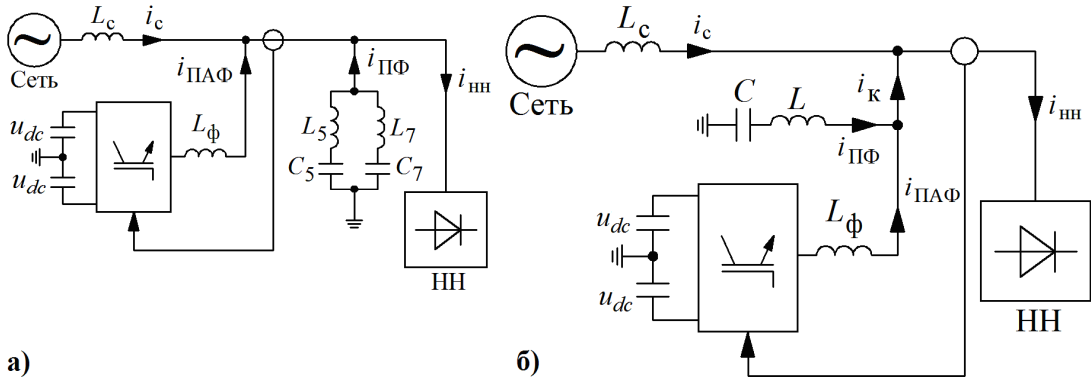 Lс iс
Сеть
iПАФ
iПФ
iнн
udc
udc
Lф
L5
L7
C5
C7
НН
а)
Lс iс
Сеть
C L
iк
iПФ
iнн
iПАФ
udc
udc
Lф
НН
б)